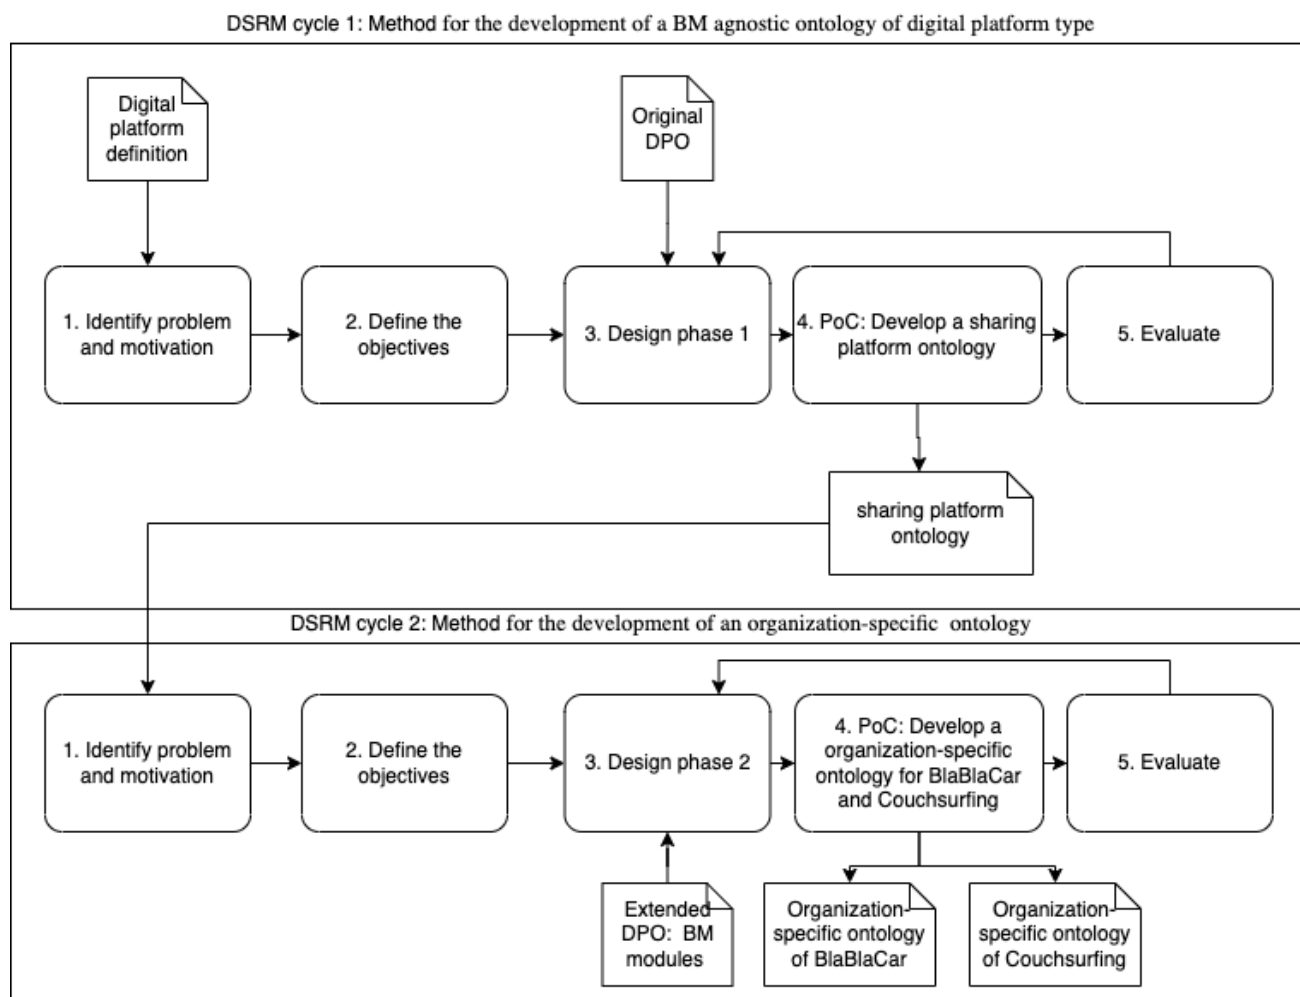 DSRM cycle 1: Method for the development of a BM agnostic ontology of digital platform type
Digital
platform
definition
Original
DPO
1. Identify problem
and motivation
2. Define the
objectives
3. Design phase 1
4. PoC: Develop a sharing
platform ontology
5. Evaluate
sharing platform
ontology
DSRM cycle 2: Method for the development of an organization-specific ontology
1. Identify problem
and motivation
2. Define the
objectives
3. Design phase 2
4. PoC: Develop a
organization-specific
ontology for BlaBlaCar
and Couchsurfing
5. Evaluate
Extended
DPO: BM
modules
Organization-
specific ontology
of BlaBlaCar
Organization-
specific ontology
of Couchsurfing